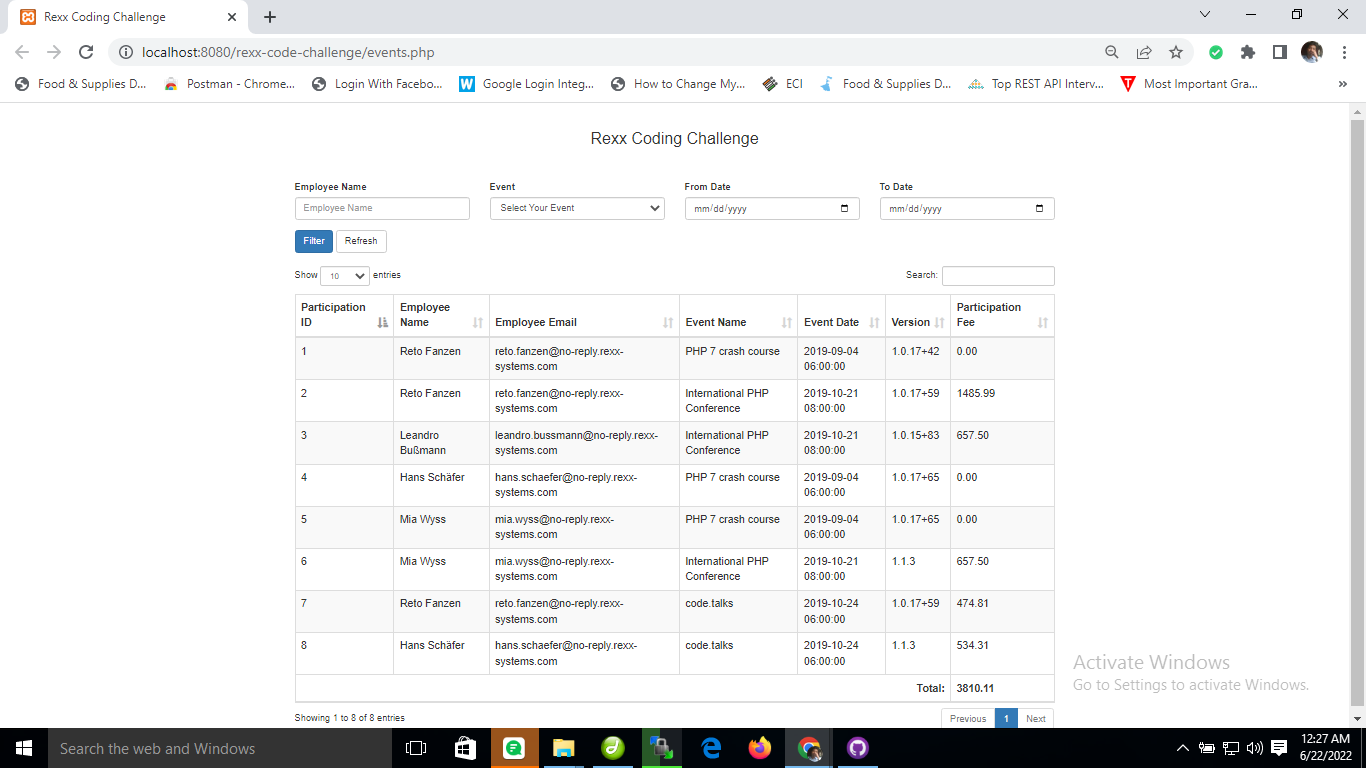 Rexx Coding Challenge
localhost:8080/rexx-code-challenge/events.php
Food & Supplies D... Postman - Chrome... Login With Facebo... Google Login Integ... How to Change My... ECI Food & Supplies D... Top REST API Interv... Most Important Gra... »
Rexx Coding Challenge
Employee Name Event From Date To Date
Employee Name Select Your Event mm/dd/yyyy mm/dd/yyyy
Filter Refresh
Show 10 entries Search:
Participation ID Employee Name Employee Email Event Name Event Date Version Participation Fee
1 Reto Fanzen reto.fanzen@no-reply.rexx-systems.com PHP 7 crash course 2019-09-04 06:00:00 1.0.17+42 0.00
2 Reto Fanzen reto.fanzen@no-reply.rexx-systems.com International PHP Conference 2019-10-21 08:00:00 1.0.17+59 1485.99
3 Leandro Bußmann leandro.bussmann@no-reply.rexx-systems.com International PHP Conference 2019-10-21 08:00:00 1.0.15+83 657.50
4 Hans Schäfer hans.schaefer@no-reply.rexx-systems.com PHP 7 crash course 2019-09-04 06:00:00 1.0.17+65 0.00
5 Mia Wyss mia.wyss@no-reply.rexx-systems.com PHP 7 crash course 2019-09-04 06:00:00 1.0.17+65 0.00
6 Mia Wyss mia.wyss@no-reply.rexx-systems.com International PHP Conference 2019-10-21 08:00:00 1.1.3 657.50
7 Reto Fanzen reto.fanzen@no-reply.rexx-systems.com code.talks 2019-10-24 06:00:00 1.0.17+59 474.81
8 Hans Schäfer hans.schaefer@no-reply.rexx-systems.com code.talks 2019-10-24 06:00:00 1.1.3 534.31
Total: 3810.11
Showing 1 to 8 of 8 entries Previous 1 Next
Activate Windows
Go to Settings to activate Windows.
Search the web and Windows
12:27 AM
6/22/2022